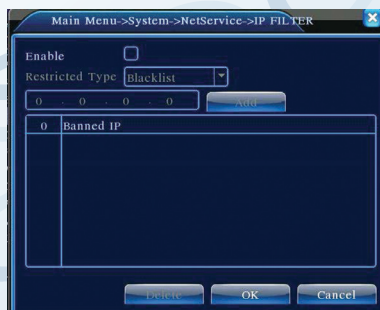 Main Menu->System->NetService->IP FILTER
Enable
Restricted Type Blacklist
0 . 0 . 0 . 0 Add
0 Banned IP
Delete OK Cancel